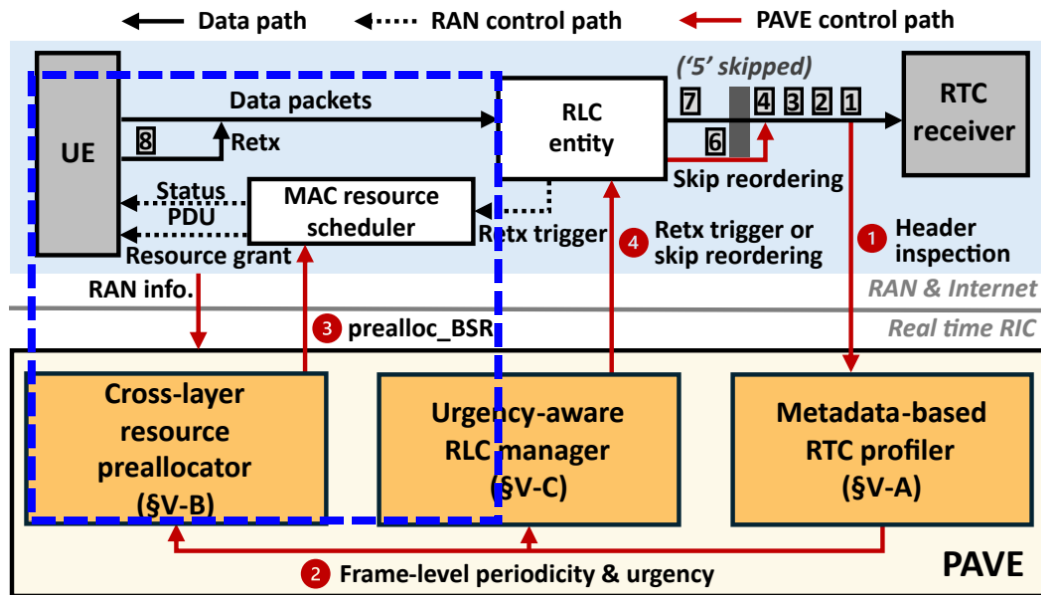 Data path
RAN control path
PAVE control path
('5' skipped)
UE
Data packets
8
Retx
RLC
entity
7
6
4
3
2
1
RTC
receiver
Skip reordering
Status
PDU
Resource grant
MAC resource
scheduler
Retx trigger
4 Retx trigger or
skip reordering
1 Header
inspection
RAN info.
RAN & Internet
3 prealloc_BSR
Real time RIC
Cross-layer
resource
preallocator
(§V-B)
Urgency-aware
RLC manager
(§V-C)
Metadata-based
RTC profiler
(§V-A)
2 Frame-level periodicity & urgency
PAVE